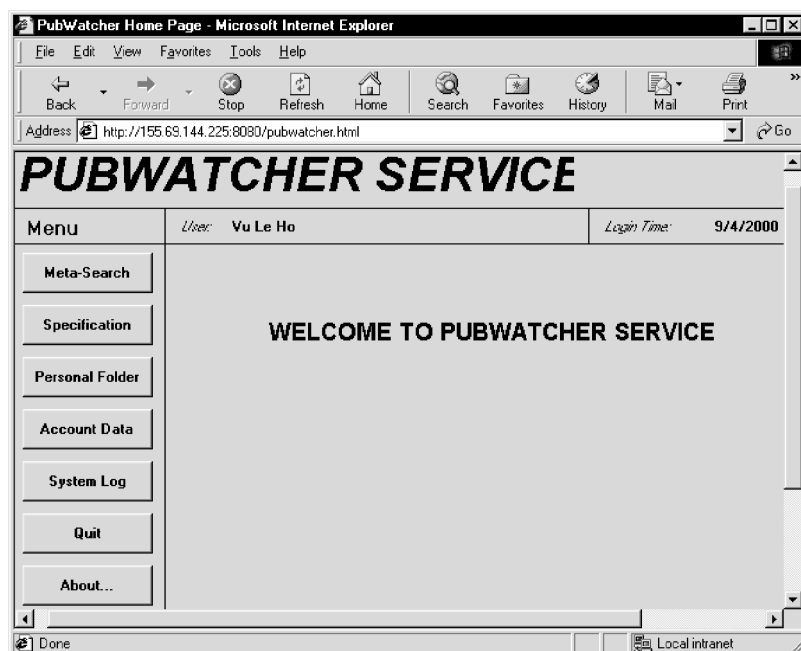 PubWatcher Home Page - Microsoft Internet Explorer
File Edit View Favorites Tools Help
Back Forward Stop Refresh Home Search Favorites History Mail Print »
Address http://155.69.144.225:8080/pubwatcher.html Go
PUBWATCHER SERVICE
Menu User: Vu Le Ho Login Time: 9/4/2000
Meta-Search
Specification
WELCOME TO PUBWATCHER SERVICE
Personal Folder
Account Data
System Log
Quit
About...
Done Local intranet